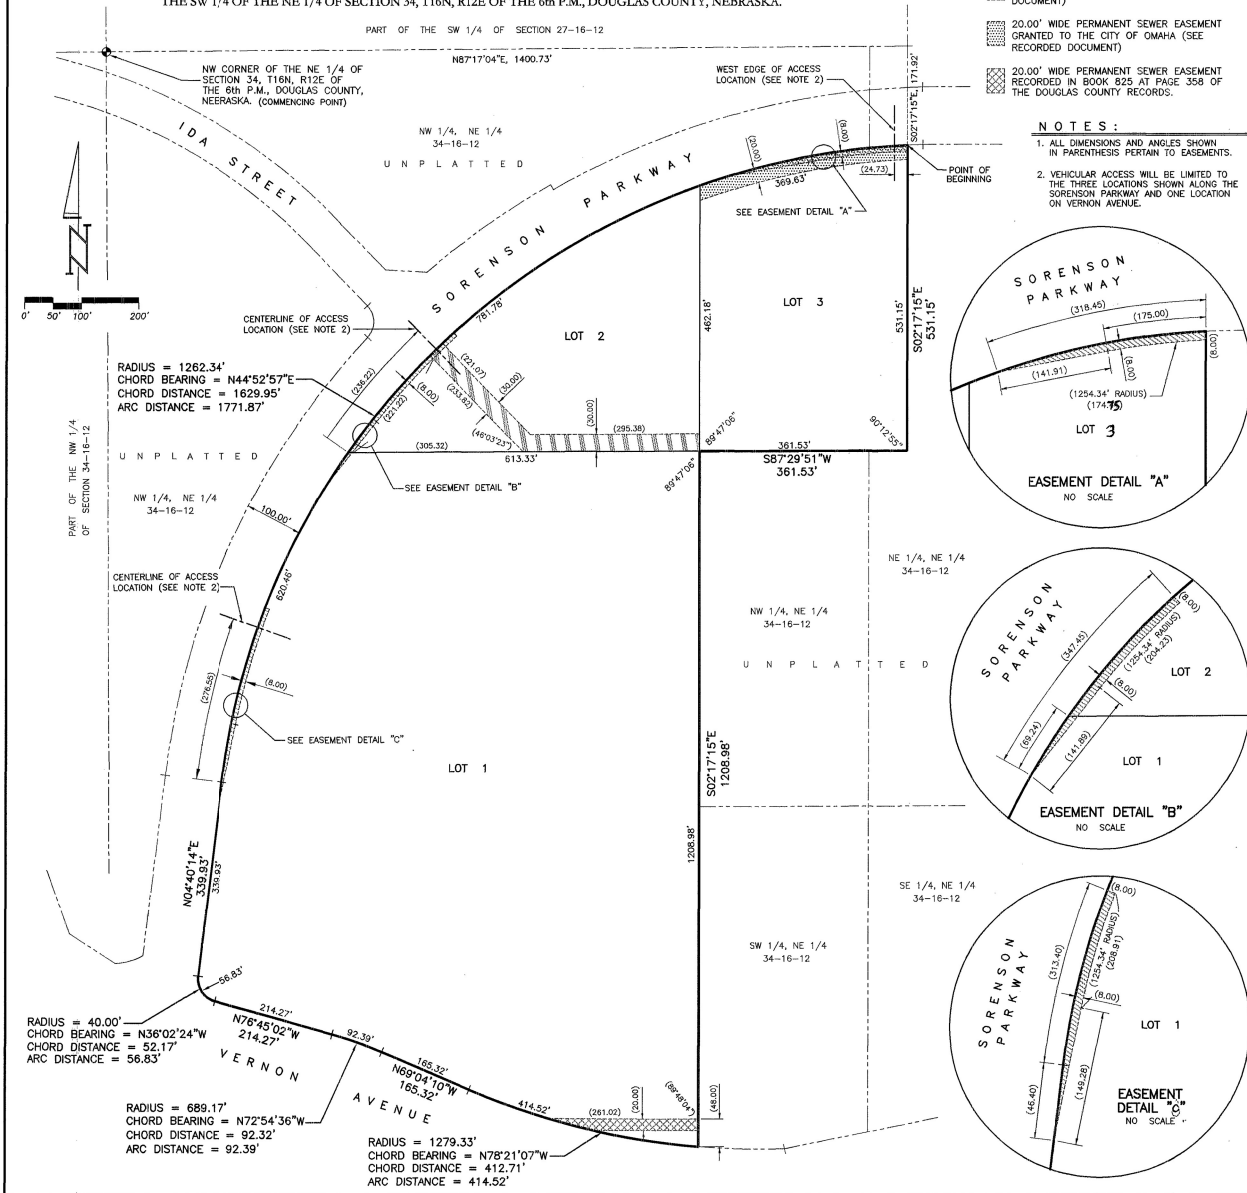 THE SW 1/4 OF THE NE 1/4 OF SECTION 34, T16N, R12E OF THE 6th P.M., DOUGLAS COUNTY, NEBRASKA.
DOCUMENT)
20.00' WIDE PERMANENT SEWER EASEMENT
GRANTED TO THE CITY OF OMAHA (SEE
RECORDED DOCUMENT)
20.00' WIDE PERMANENT SEWER EASEMENT
RECORDED IN BOOK 825 AT PAGE 358 OF
THE DOUGLAS COUNTY RECORDS.
PART OF THE SW 1/4 OF SECTION 27-16-12
N87°17'04"E, 1400.73'
NW CORNER OF THE NE 1/4 OF
SECTION 34, T16N, R12E OF
THE 6th P.M., DOUGLAS COUNTY,
NEBRASKA. (COMMENCING POINT)
WEST EDGE OF ACCESS
LOCATION (SEE NOTE 2)
S02°17'15"E, 171.92'
NOTES:
1. ALL DIMENSIONS AND ANGLES SHOWN
IN PARENTHESIS PERTAIN TO EASEMENTS.
2. VEHICULAR ACCESS WILL BE LIMITED TO
THE THREE LOCATIONS SHOWN ALONG THE
SORENSON PARKWAY AND ONE LOCATION
ON VERNON AVENUE.
IDA STREET
NW 1/4, NE 1/4
34-16-12
UNPLATTED
SORENSON PARKWAY
(20.00)
(8.00)
369.63'
(24.73)
POINT OF
BEGINNING
SEE EASEMENT DETAIL "A"
N
0' 50' 100' 200'
CENTERLINE OF ACCESS
LOCATION (SEE NOTE 2)
781.78'
LOT 2
462.18'
LOT 3
531.15'
S02°17'15"E
531.15'
RADIUS = 1262.34'
CHORD BEARING = N44°52'57"E
CHORD DISTANCE = 1629.95'
ARC DISTANCE = 1771.87'
(236.22)
(8.00)
(221.22)
(221.07)
(233.82)
(30.00)
(46°03'23")
(30.00)
(295.38)
(305.32)
613.33'
89°47'06"
90°12'55"
361.53'
S87°29'51"W
361.53'
89°47'06"
SEE EASEMENT DETAIL "B"
PART OF THE NW 1/4
OF SECTION 34-16-12
UNPLATTED
NW 1/4, NE 1/4
34-16-12
100.00'
CENTERLINE OF ACCESS
LOCATION (SEE NOTE 2)
620.46'
(276.55)
(8.00)
SEE EASEMENT DETAIL "C"
LOT 1
S02°17'15"E
1208.98'
1208.98'
NE 1/4, NE 1/4
34-16-12
NW 1/4, NE 1/4
34-16-12
UNPLATTED
SE 1/4, NE 1/4
34-16-12
SW 1/4, NE 1/4
34-16-12
N04°40'14"E
339.93'
339.93'
56.83'
RADIUS = 40.00'
CHORD BEARING = N36°02'24"W
CHORD DISTANCE = 52.17'
ARC DISTANCE = 56.83'
214.27'
N76°45'02"W
214.27'
92.39'
165.32'
N69°04'10"W
165.32'
VERNON AVENUE
414.52'
(261.02)
(20.00)
(89°48'04")
(48.00)
RADIUS = 689.17'
CHORD BEARING = N72°54'36"W
CHORD DISTANCE = 92.32'
ARC DISTANCE = 92.39'
RADIUS = 1279.33'
CHORD BEARING = N78°21'07"W
CHORD DISTANCE = 412.71'
ARC DISTANCE = 414.52'
SORENSON
PARKWAY
(318.45)
(175.00)
(8.00)
(141.91)
(8.00)
(1254.34' RADIUS)
(174.75)
LOT 3
EASEMENT DETAIL "A"
NO SCALE
SORENSON
PARKWAY
(347.45)
(8.00)
(1254.34' RADIUS)
(204.23)
(8.00)
LOT 2
(69.24)
(141.89)
LOT 1
EASEMENT DETAIL "B"
NO SCALE
SORENSON
PARKWAY
(8.00)
(313.40)
(1254.34' RADIUS)
(208.91)
(8.00)
LOT 1
(46.40)
(149.28)
EASEMENT
DETAIL "C"
NO SCALE